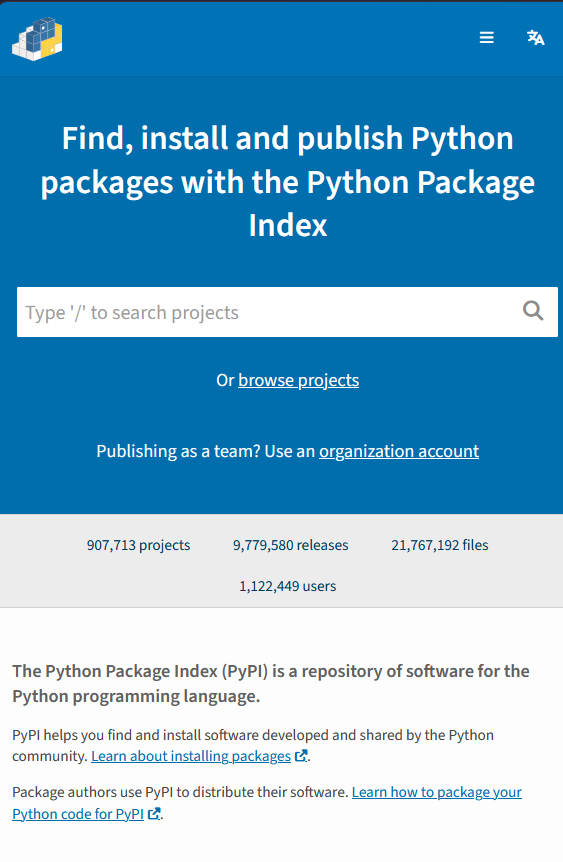 Find, install and publish Python
packages with the Python Package
Index
Type '/' to search projects
Or browse projects
Publishing as a team? Use an organization account
907,713 projects 9,779,580 releases 21,767,192 files
1,122,449 users
The Python Package Index (PyPI) is a repository of software for the
Python programming language.
PyPI helps you find and install software developed and shared by the Python
community. Learn about installing packages.
Package authors use PyPI to distribute their software. Learn how to package your
Python code for PyPI.